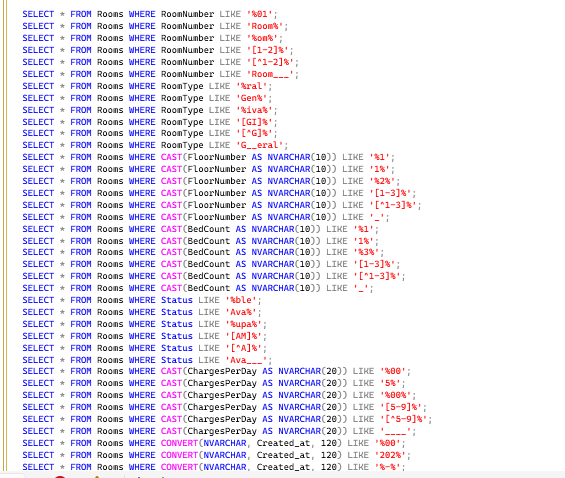 SELECT * FROM Rooms WHERE RoomNumber LIKE '%01';
SELECT * FROM Rooms WHERE RoomNumber LIKE 'Room%';
SELECT * FROM Rooms WHERE RoomNumber LIKE '%om%';
SELECT * FROM Rooms WHERE RoomNumber LIKE '[1-2]%';
SELECT * FROM Rooms WHERE RoomNumber LIKE '[^1-2]%';
SELECT * FROM Rooms WHERE RoomNumber LIKE 'Room___';
SELECT * FROM Rooms WHERE RoomType LIKE '%ral';
SELECT * FROM Rooms WHERE RoomType LIKE 'Gen%';
SELECT * FROM Rooms WHERE RoomType LIKE '%iva%';
SELECT * FROM Rooms WHERE RoomType LIKE '[GI]%';
SELECT * FROM Rooms WHERE RoomType LIKE '[^G]%';
SELECT * FROM Rooms WHERE RoomType LIKE 'G__eral';
SELECT * FROM Rooms WHERE CAST(FloorNumber AS NVARCHAR(10)) LIKE '%1';
SELECT * FROM Rooms WHERE CAST(FloorNumber AS NVARCHAR(10)) LIKE '1%';
SELECT * FROM Rooms WHERE CAST(FloorNumber AS NVARCHAR(10)) LIKE '%2%';
SELECT * FROM Rooms WHERE CAST(FloorNumber AS NVARCHAR(10)) LIKE '[1-3]%';
SELECT * FROM Rooms WHERE CAST(FloorNumber AS NVARCHAR(10)) LIKE '[^1-3]%';
SELECT * FROM Rooms WHERE CAST(FloorNumber AS NVARCHAR(10)) LIKE '_';
SELECT * FROM Rooms WHERE CAST(BedCount AS NVARCHAR(10)) LIKE '%1';
SELECT * FROM Rooms WHERE CAST(BedCount AS NVARCHAR(10)) LIKE '1%';
SELECT * FROM Rooms WHERE CAST(BedCount AS NVARCHAR(10)) LIKE '%3%';
SELECT * FROM Rooms WHERE CAST(BedCount AS NVARCHAR(10)) LIKE '[1-3]%';
SELECT * FROM Rooms WHERE CAST(BedCount AS NVARCHAR(10)) LIKE '[^1-3]%';
SELECT * FROM Rooms WHERE CAST(BedCount AS NVARCHAR(10)) LIKE '_';
SELECT * FROM Rooms WHERE Status LIKE '%ble';
SELECT * FROM Rooms WHERE Status LIKE 'Ava%';
SELECT * FROM Rooms WHERE Status LIKE '%upa%';
SELECT * FROM Rooms WHERE Status LIKE '[AM]%';
SELECT * FROM Rooms WHERE Status LIKE '[^A]%';
SELECT * FROM Rooms WHERE Status LIKE 'Ava___';
SELECT * FROM Rooms WHERE CAST(ChargesPerDay AS NVARCHAR(20)) LIKE '%00';
SELECT * FROM Rooms WHERE CAST(ChargesPerDay AS NVARCHAR(20)) LIKE '5%';
SELECT * FROM Rooms WHERE CAST(ChargesPerDay AS NVARCHAR(20)) LIKE '%00%';
SELECT * FROM Rooms WHERE CAST(ChargesPerDay AS NVARCHAR(20)) LIKE '[5-9]%';
SELECT * FROM Rooms WHERE CAST(ChargesPerDay AS NVARCHAR(20)) LIKE '[^5-9]%';
SELECT * FROM Rooms WHERE CAST(ChargesPerDay AS NVARCHAR(20)) LIKE '____';
SELECT * FROM Rooms WHERE CONVERT(NVARCHAR, Created_at, 120) LIKE '%00';
SELECT * FROM Rooms WHERE CONVERT(NVARCHAR, Created_at, 120) LIKE '202%';
SELECT * FROM Rooms WHERE CONVERT(NVARCHAR, Created_at, 120) LIKE '%-%';